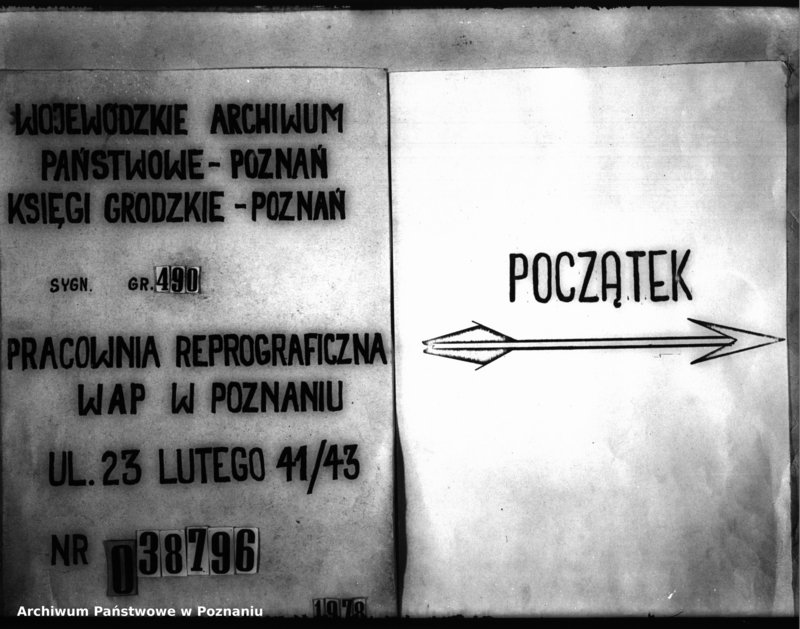 WOJEWÓDZKIE ARCHIWUM
PAŃSTWOWE - POZNAŃ
KSIĘGI GRODZKIE - POZNAŃ
SYGN. GR. 490
PRACOWNIA REPROGRAFICZNA
WAP W POZNANIU
UL. 23 LUTEGO 41/43
NR 038796
1978
POCZĄTEK
Archiwum Państwowe w Poznaniu